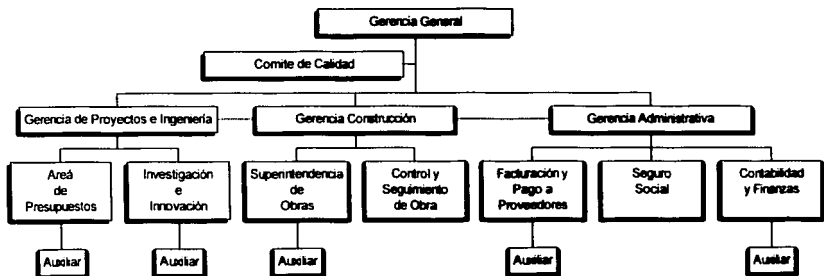 Gerencia General
Comite de Calidad
Gerencia de Proyectos e Ingeniería
Gerencia Construcción
Gerencia Administrativa
Areá
de
Presupuestos
Investigación
e
Innovación
Superintendencia
de
Obras
Control y
Seguimiento
de Obra
Facturación y
Pago a
Proveedores
Seguro
Social
Contabilidad
y Finanzas
Auxiliar
Auxiliar
Auxiliar
Auxiliar
Auxiliar